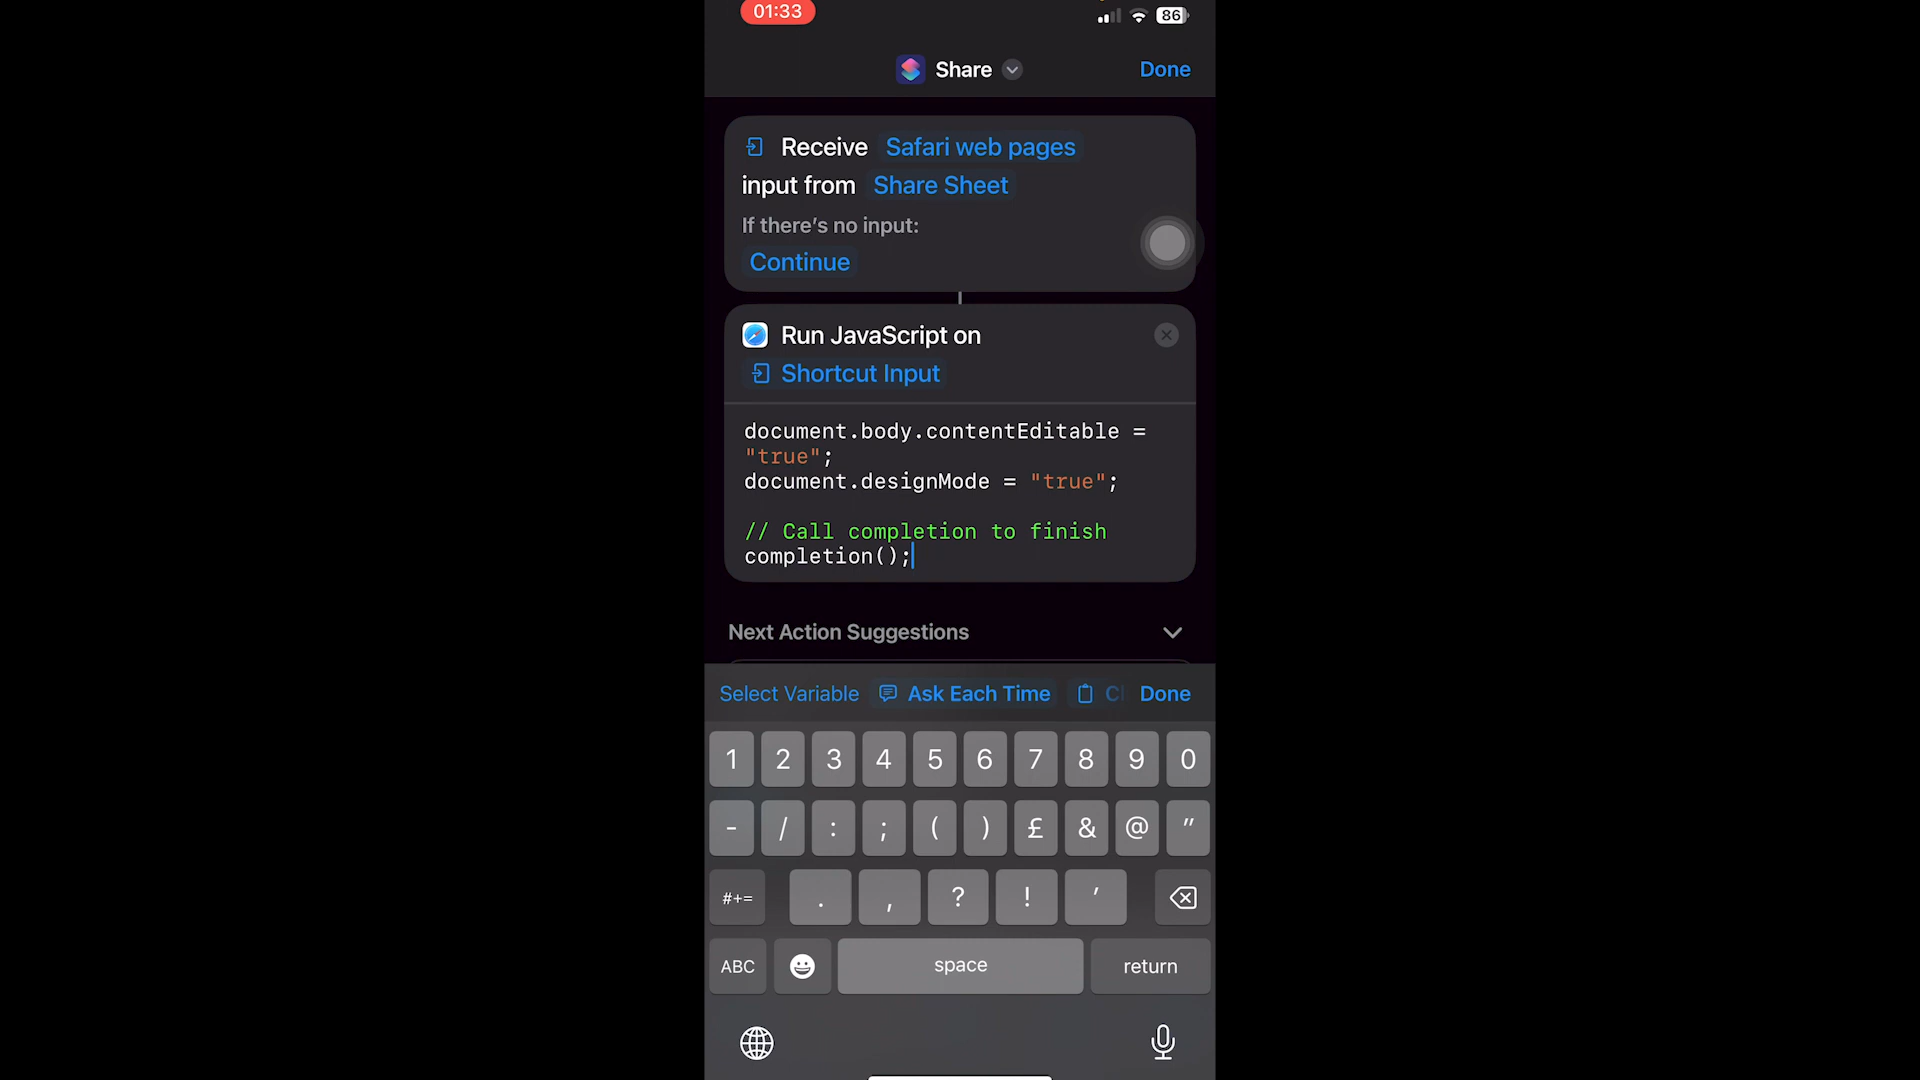 01:33
86
Share
Done
Receive Safari web pages
input from Share Sheet
If there's no input:
Continue
Run JavaScript on
Shortcut Input
document.body.contentEditable =
"true";
document.designMode = "true";
// Call completion to finish
completion();
Next Action Suggestions
Select Variable Ask Each Time Cl Done
1 2 3 4 5 6 7 8 9 0
- / : ; ( ) £ & @ "
#+= . , ? ! '
ABC space return